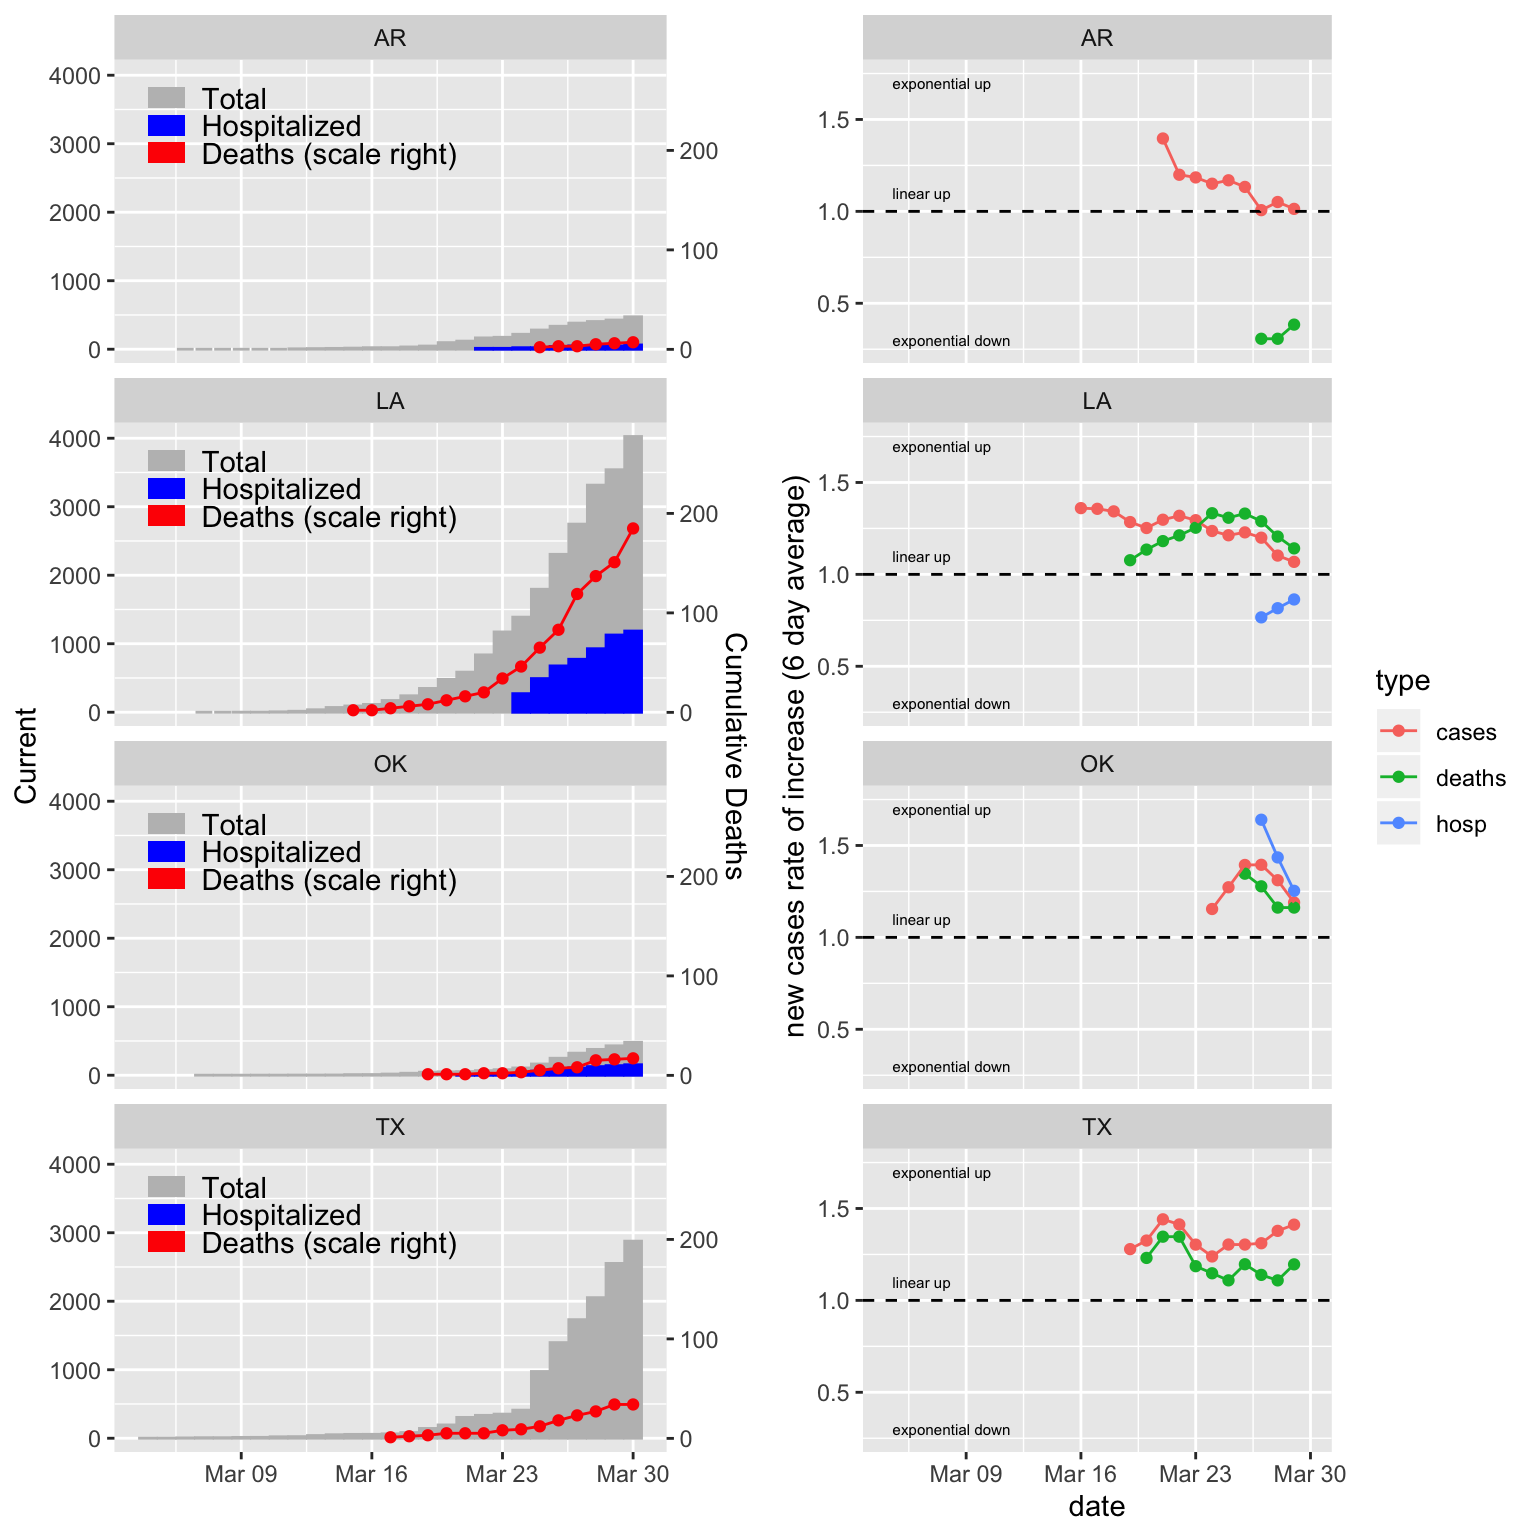 AR
4000
3000
2000
1000
0
Total
Hospitalized
Deaths (scale right)
200
100
0
LA
4000
3000
2000
1000
0
Total
Hospitalized
Deaths (scale right)
200
100
0
OK
4000
3000
2000
1000
0
Total
Hospitalized
Deaths (scale right)
200
100
0
TX
4000
3000
2000
1000
0
Total
Hospitalized
Deaths (scale right)
200
100
0
Mar 09 Mar 16 Mar 23 Mar 30
Current
Cumulative Deaths
AR
1.5
1.0
0.5
exponential up
linear up
exponential down
LA
1.5
1.0
0.5
exponential up
linear up
exponential down
OK
1.5
1.0
0.5
exponential up
linear up
exponential down
TX
1.5
1.0
0.5
exponential up
linear up
exponential down
Mar 09 Mar 16 Mar 23 Mar 30
date
new cases rate of increase (6 day average)
type
cases
deaths
hosp